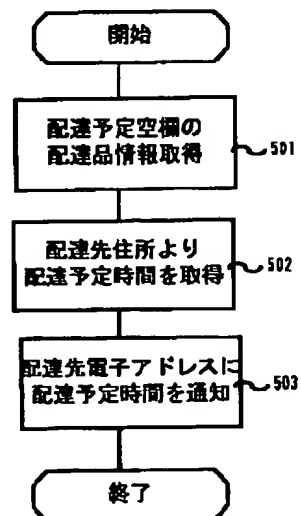 開始
配達予定空欄の
配達品情報取得
501
配達先住所より
配達予定時間を取得
502
配達先電子アドレスに
配達予定時間を通知
503
終了